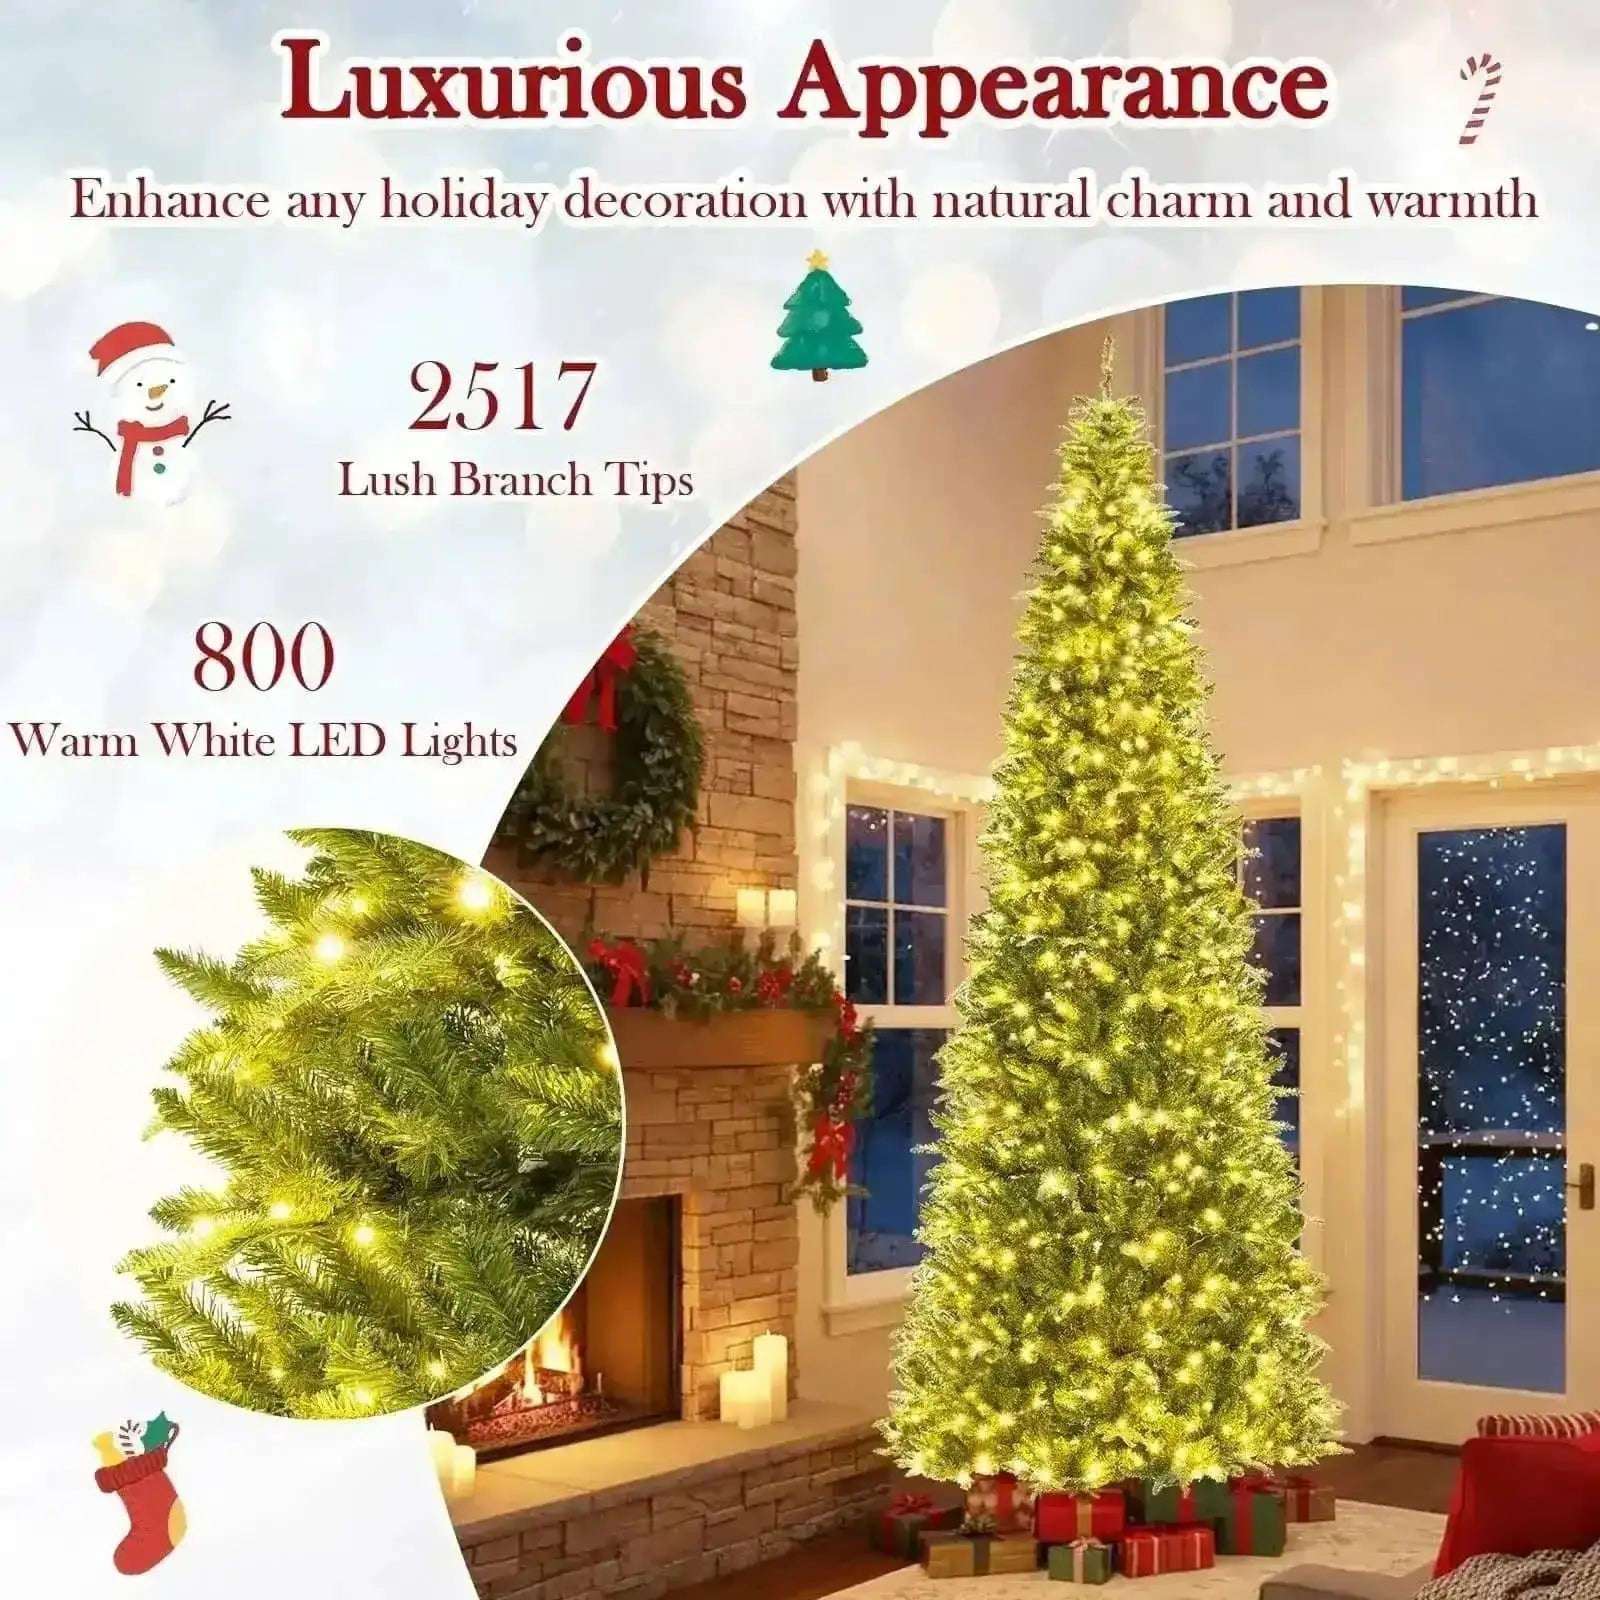 Luxurious Appearance
Enhance any holiday decoration with natural charm and warmth
2517
Lush Branch Tips
800
Warm White LED Lights